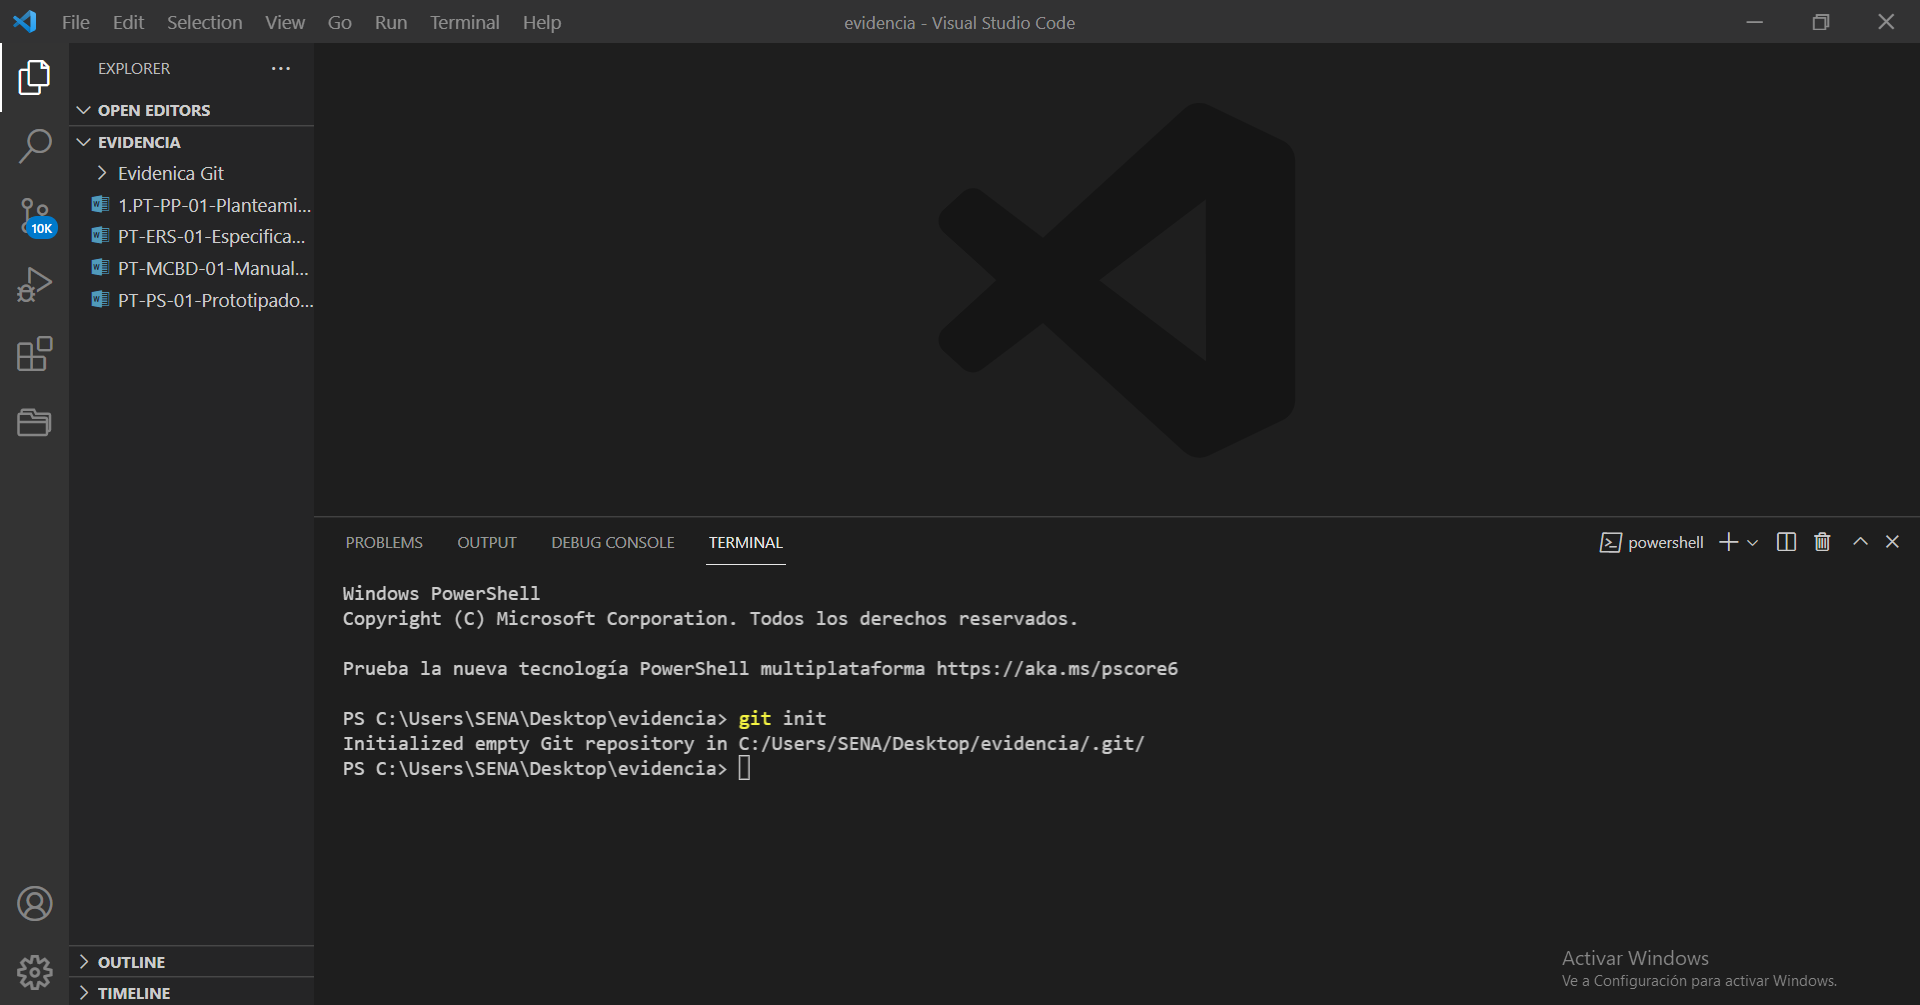 File Edit Selection View Go Run Terminal Help
evidencia - Visual Studio Code
EXPLORER
OPEN EDITORS
EVIDENCIA
Evidenica Git
1.PT-PP-01-Planteami...
PT-ERS-01-Especifica...
PT-MCBD-01-Manual...
PT-PS-01-Prototipado...
10K
OUTLINE
TIMELINE
PROBLEMS OUTPUT DEBUG CONSOLE TERMINAL
powershell
Windows PowerShell
Copyright (C) Microsoft Corporation. Todos los derechos reservados.
Prueba la nueva tecnología PowerShell multiplataforma https://aka.ms/pscore6
PS C:\Users\SENA\Desktop\evidencia> git init
Initialized empty Git repository in C:/Users/SENA/Desktop/evidencia/.git/
PS C:\Users\SENA\Desktop\evidencia>
Activar Windows
Ve a Configuración para activar Windows.